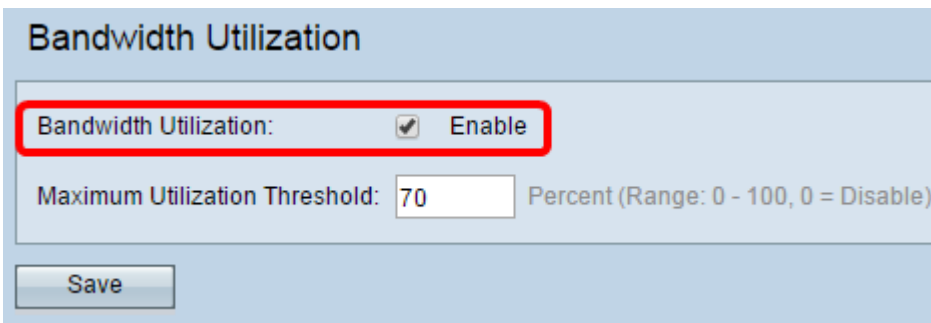 Bandwidth Utilization
Bandwidth Utilization: Enable
Maximum Utilization Threshold: 70 Percent (Range: 0 - 100, 0 = Disable)
Save